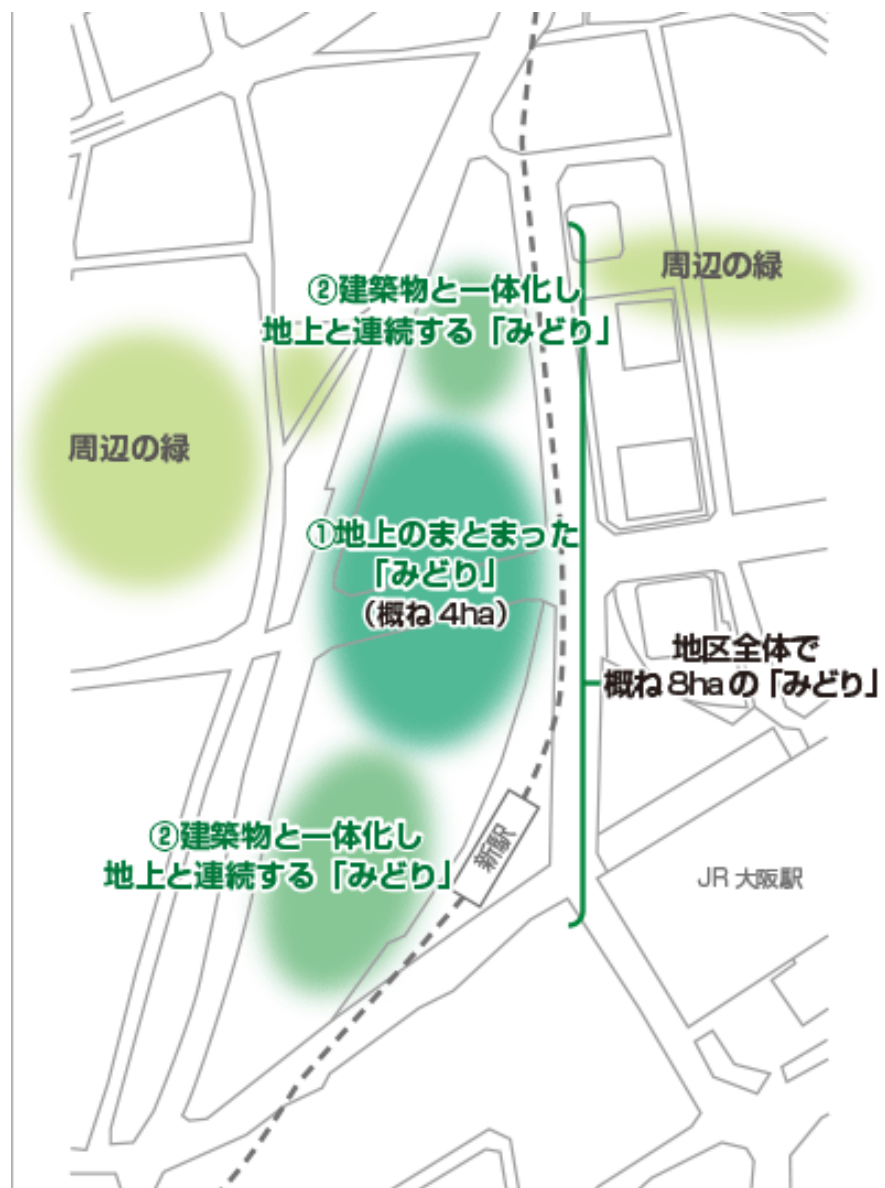 周辺の緑
②建築物と一体化し
地上と連続する「みどり」
周辺の緑
①地上のまとまった
「みどり」
（概ね4ha）
地区全体で
概ね8haの「みどり」
②建築物と一体化し
地上と連続する「みどり」
新駅
JR 大阪駅